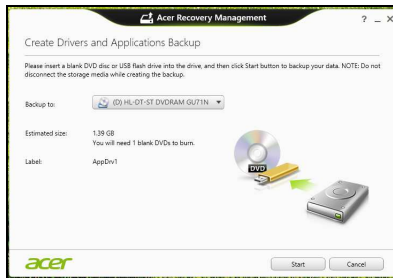 Acer Recovery Management
? _ X
Create Drivers and Applications Backup
Please insert a blank DVD disc or USB flash drive into the drive, and then click Start button to backup your data. NOTE: Do not
disconnect the storage media while creating the backup.
Backup to: (D) HL-DT-ST DVDRAM GU71N
Estimated size: 1.39 GB
You will need 1 blank DVDs to burn.
Label: AppDrv1
DVD
acer
Start Cancel